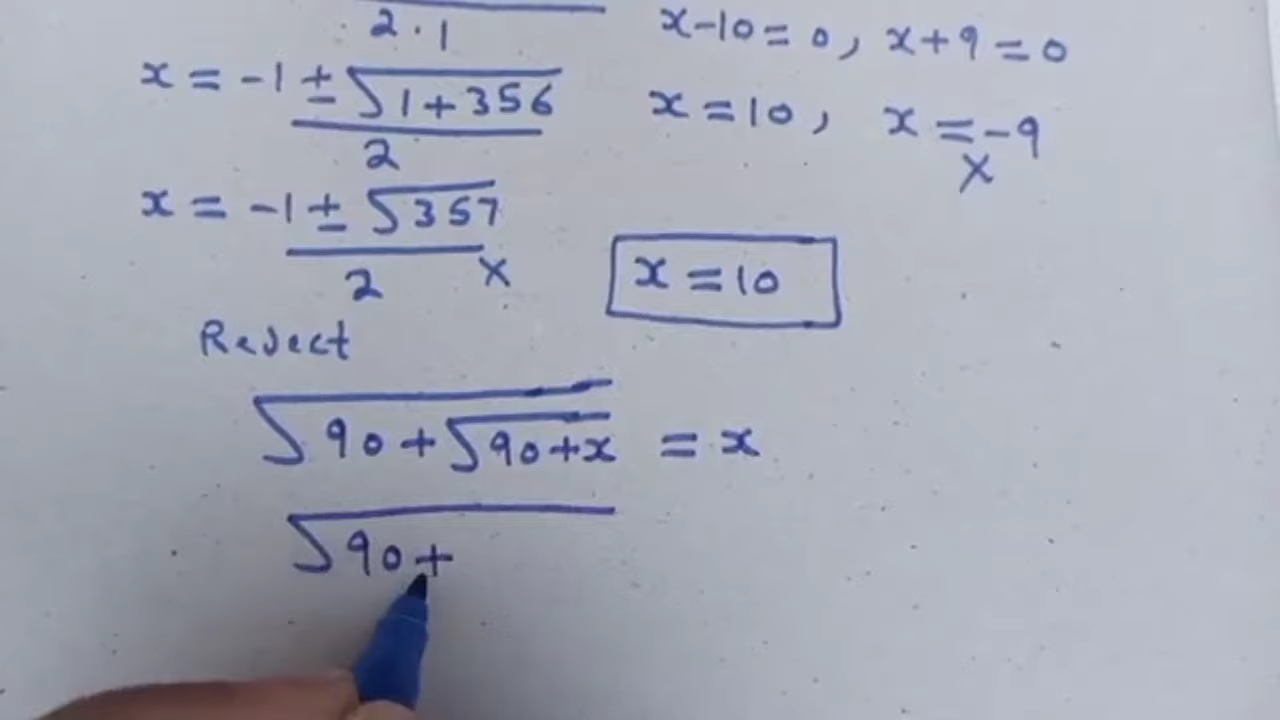 2 · 1
x = -1 ± √1+356
2
x = -1 ± √357
2 ×
Reject
x-10=0, x+9=0
x=10, x=-9
×
x=10
√90+√90+x = x
√90+